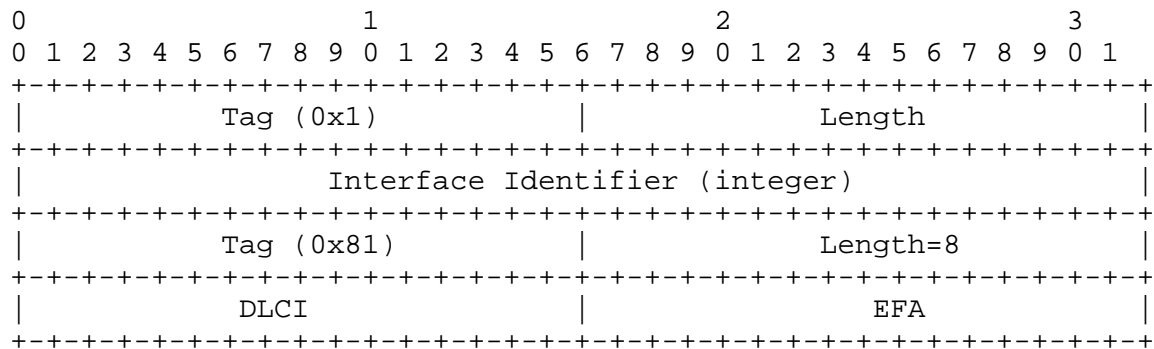 0                   1                   2                   3
0 1 2 3 4 5 6 7 8 9 0 1 2 3 4 5 6 7 8 9 0 1 2 3 4 5 6 7 8 9 0 1
+-+-+-+-+-+-+-+-+-+-+-+-+-+-+-+-+-+-+-+-+-+-+-+-+-+-+-+-+-+-+-+-+
|           Tag (0x1)           |             Length            |
+-+-+-+-+-+-+-+-+-+-+-+-+-+-+-+-+-+-+-+-+-+-+-+-+-+-+-+-+-+-+-+-+
|                 Interface Identifier (integer)                |
+-+-+-+-+-+-+-+-+-+-+-+-+-+-+-+-+-+-+-+-+-+-+-+-+-+-+-+-+-+-+-+-+
|           Tag (0x81)          |             Length=8          |
+-+-+-+-+-+-+-+-+-+-+-+-+-+-+-+-+-+-+-+-+-+-+-+-+-+-+-+-+-+-+-+-+
|            DLCI               |                EFA            |
+-+-+-+-+-+-+-+-+-+-+-+-+-+-+-+-+-+-+-+-+-+-+-+-+-+-+-+-+-+-+-+-+